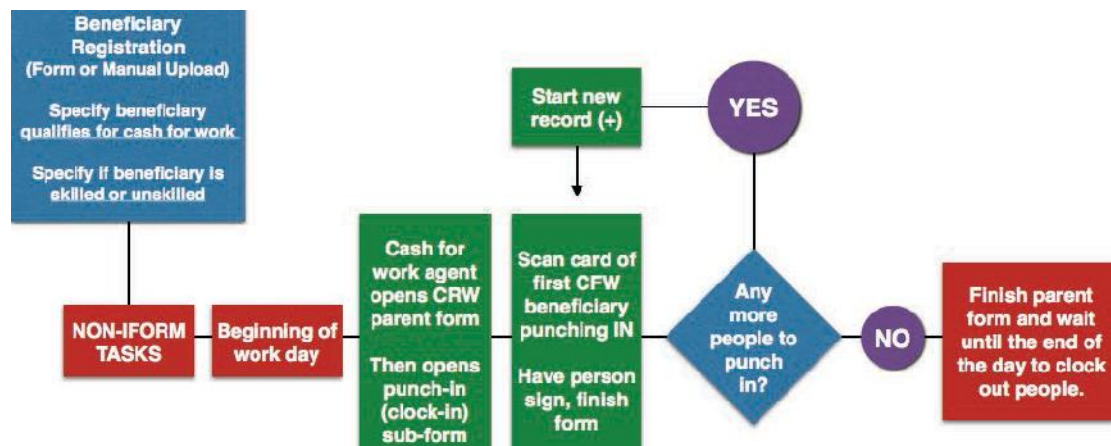 Beneficiary
Registration
(Form or Manual Upload)
Specify beneficiary
qualifies for cash for work
Specify if beneficiary is
skilled or unskilled
NON-IFORM
TASKS
Beginning of
work day
Cash for
work agent
opens CRW
parent form
Then opens
punch-in
(clock-in)
sub-form
Start new
record (+)
Scan card of
first CFW
beneficiary
punching IN
Have person
sign, finish
form
YES
Any
more
people to
punch
in?
NO
Finish parent
form and wait
until the end of
the day to clock
out people.